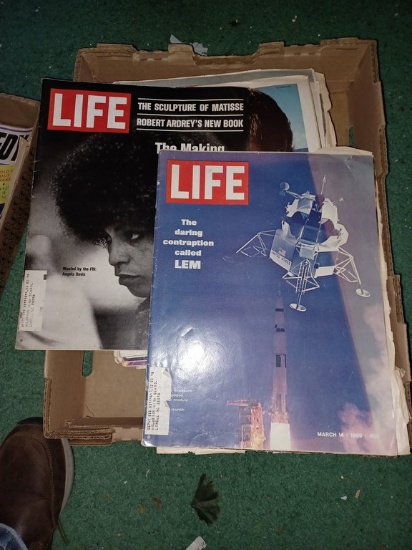 LIFE
THE SCULPTURE OF MATISSE
ROBERT ARDREY'S NEW BOOK
The Making
Wanted by the FBI:
Angela Davis
LIFE
The
daring
contraption
called
LEM
MARCH 14